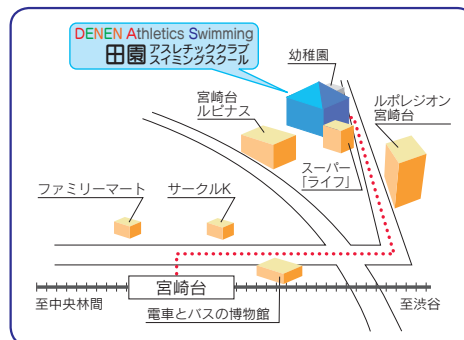 DENEN Athletics Swimming
田園 アスレチッククラブ
スイミングスクール
幼稚園
宮崎台
ルピナス
ルポレジオン
宮崎台
スーパー
「ライフ」
ファミリーマート
サークルK
宮崎台
至中央林間
至渋谷
電車とバスの博物館